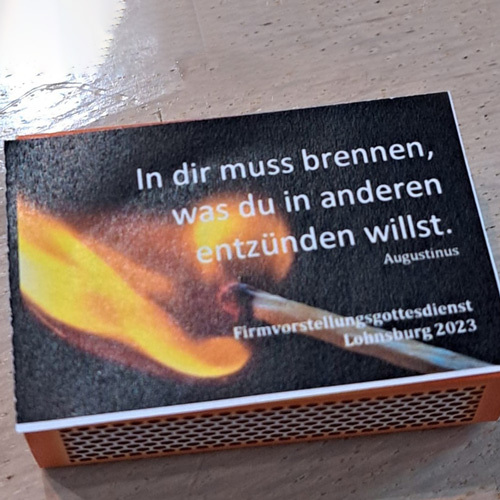 In dir muss brennen,
was du in anderen
entzünden willst.
Augustinus
Firmvorstellungsgottesdienst
Lohnsburg 2023